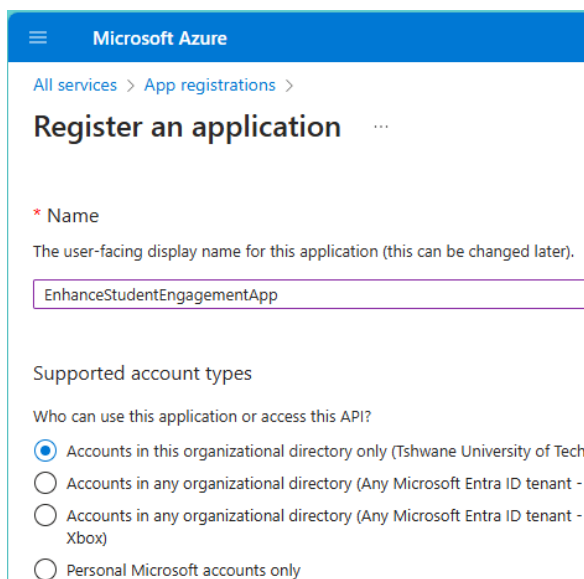 Microsoft Azure
All services > App registrations >
Register an application ...
* Name
The user-facing display name for this application (this can be changed later).
EnhanceStudentEngagementApp
Supported account types
Who can use this application or access this API?
Accounts in this organizational directory only (Tshwane University of Tech
Accounts in any organizational directory (Any Microsoft Entra ID tenant -
Accounts in any organizational directory (Any Microsoft Entra ID tenant -
Xbox)
Personal Microsoft accounts only